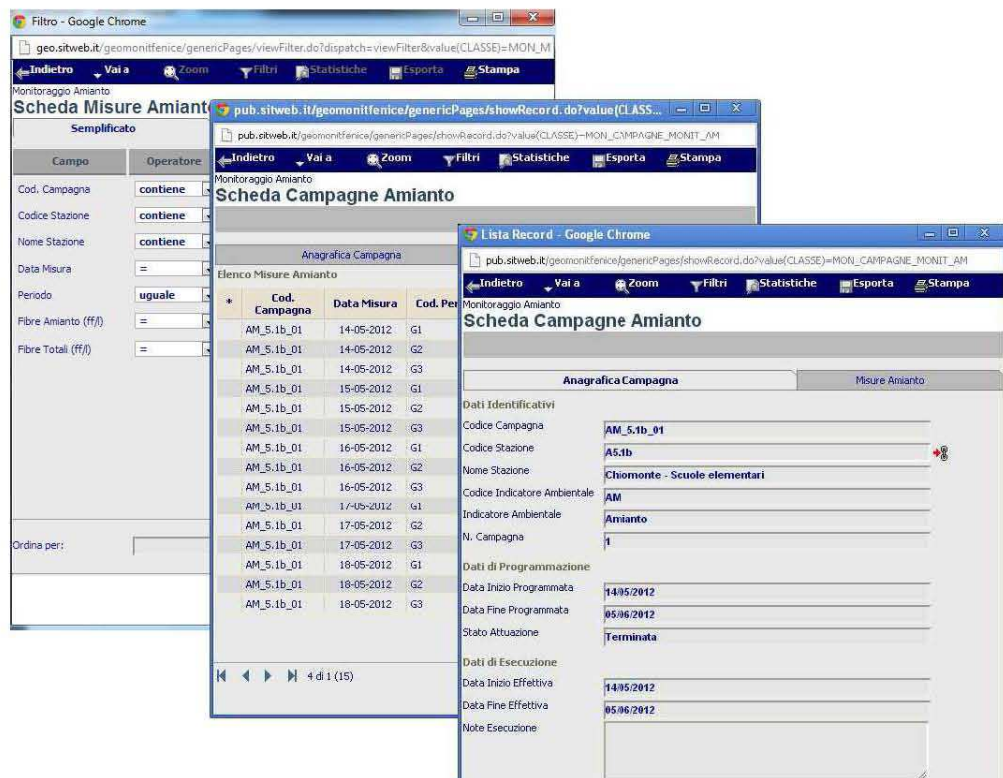 Filtro - Google Chrome
geo.sitweb.it/geomonitfenice/genericPages/viewFilter.do?dispatch=viewFilter&value(CLASSE)=MON_M
Indietro Vai a Zoom Filtri Statistiche Esporta Stampa
Monitoraggio Amianto
Scheda Misure Amianto
Semplificato
Campo Operatore
Cod. Campagna contiene
Codice Stazione contiene
Nome Stazione contiene
Data Misura =
Periodo uguale
Fibre Amianto (ff/l) =
Fibre Totali (ff/l) =
Ordina per:
pub.sitweb.it/geomonitfenice/genericPages/showRecord.do?value(CLASS...
pub.sitweb.it/geomonitfenice/genericPages/showRecord.do?value(CLASSE)=MON_CAMPAGNE_MONIT_AM
Indietro Vai a Zoom Filtri Statistiche Esporta Stampa
Monitoraggio Amianto
Scheda Campagne Amianto
Anagrafica Campagna
Elenco Misure Amianto
* Cod. Campagna Data Misura Cod. Per
AM_5.1b_01 14-05-2012 G1
AM_5.1b_01 14-05-2012 G2
AM_5.1b_01 14-05-2012 G3
AM_5.1b_01 15-05-2012 G1
AM_5.1b_01 15-05-2012 G2
AM_5.1b_01 15-05-2012 G3
AM_5.1b_01 16-05-2012 G1
AM_5.1b_01 16-05-2012 G2
AM_5.1b_01 16-05-2012 G3
AM_5.1b_01 17-05-2012 G1
AM_5.1b_01 17-05-2012 G2
AM_5.1b_01 17-05-2012 G3
AM_5.1b_01 18-05-2012 G1
AM_5.1b_01 18-05-2012 G2
AM_5.1b_01 18-05-2012 G3
4 di 1 (15)
Lista Record - Google Chrome
pub.sitweb.it/geomonitfenice/genericPages/showRecord.do?value(CLASSE)=MON_CAMPAGNE_MONIT_AM
Indietro Vai a Zoom Filtri Statistiche Esporta Stampa
Monitoraggio Amianto
Scheda Campagne Amianto
Anagrafica Campagna Misure Amianto
Dati Identificativi
Codice Campagna AM_5.1b_01
Codice Stazione A5.1b
Nome Stazione Chiomonte - Scuole elementari
Codice Indicatore Ambientale AM
Indicatore Ambientale Amianto
N. Campagna 1
Dati di Programmazione
Data Inizio Programmata 14/05/2012
Data Fine Programmata 05/06/2012
Stato Attuazione Terminata
Dati di Esecuzione
Data Inizio Effettiva 14/05/2012
Data Fine Effettiva 05/06/2012
Note Esecuzione